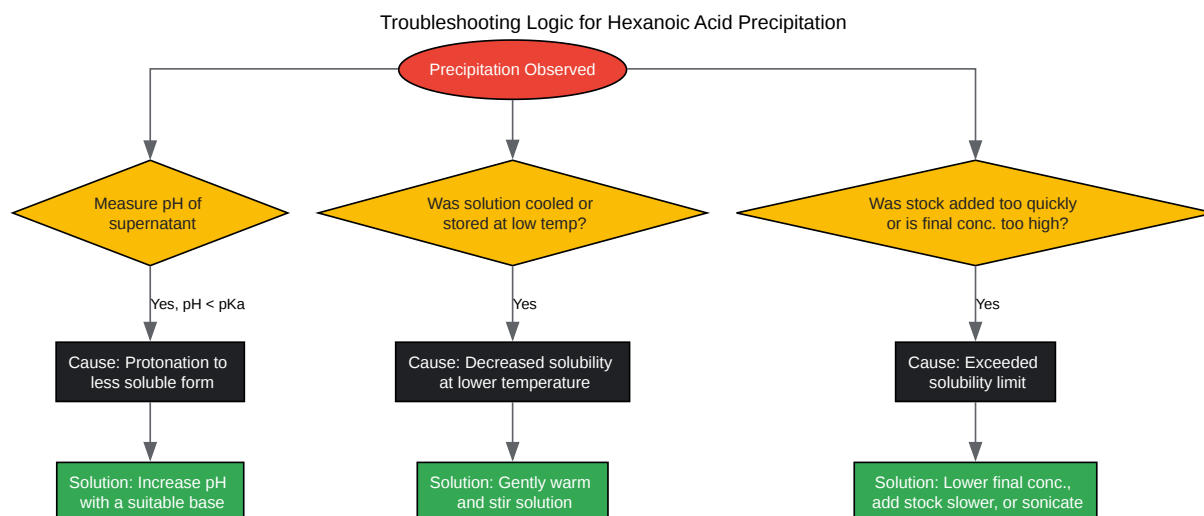 Troubleshooting Logic for Hexanoic Acid Precipitation
Precipitation Observed
Measure pH of
supernatant
Was solution cooled or
stored at low temp?
Was stock added too quickly
or is final conc. too high?
Yes, pH < pKa
Yes
Yes
Cause: Protonation to
less soluble form
Cause: Decreased solubility
at lower temperature
Cause: Exceeded
solubility limit
Solution: Increase pH
with a suitable base
Solution: Gently warm
and stir solution
Solution: Lower final conc.,
add stock slower, or sonicate